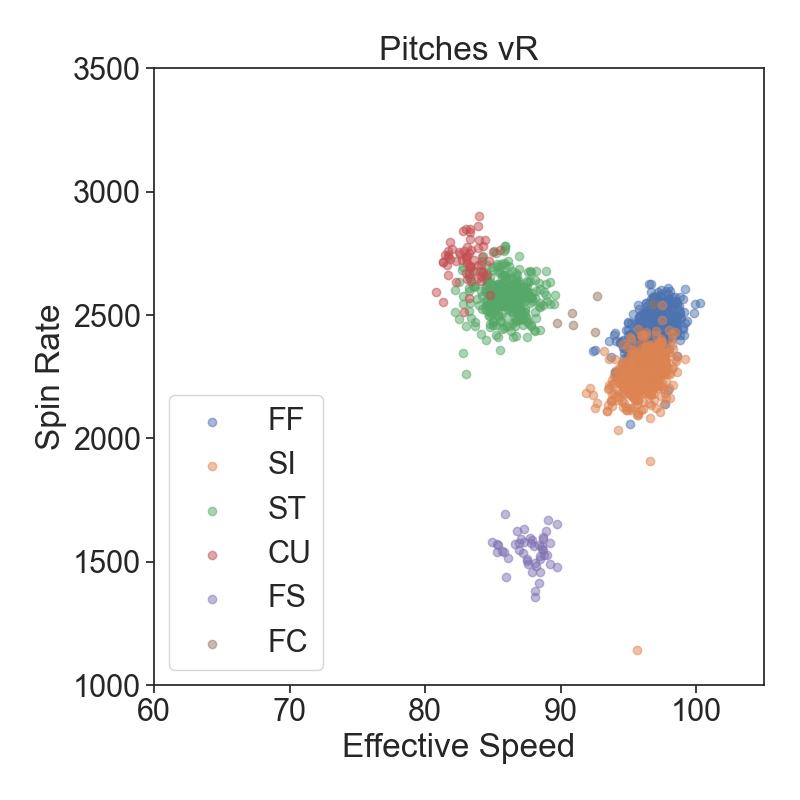 Pitches vR
3500
3000
2500
2000
1500
1000
Spin Rate
FF
SI
ST
CU
FS
FC
60 70 80 90 100
Effective Speed